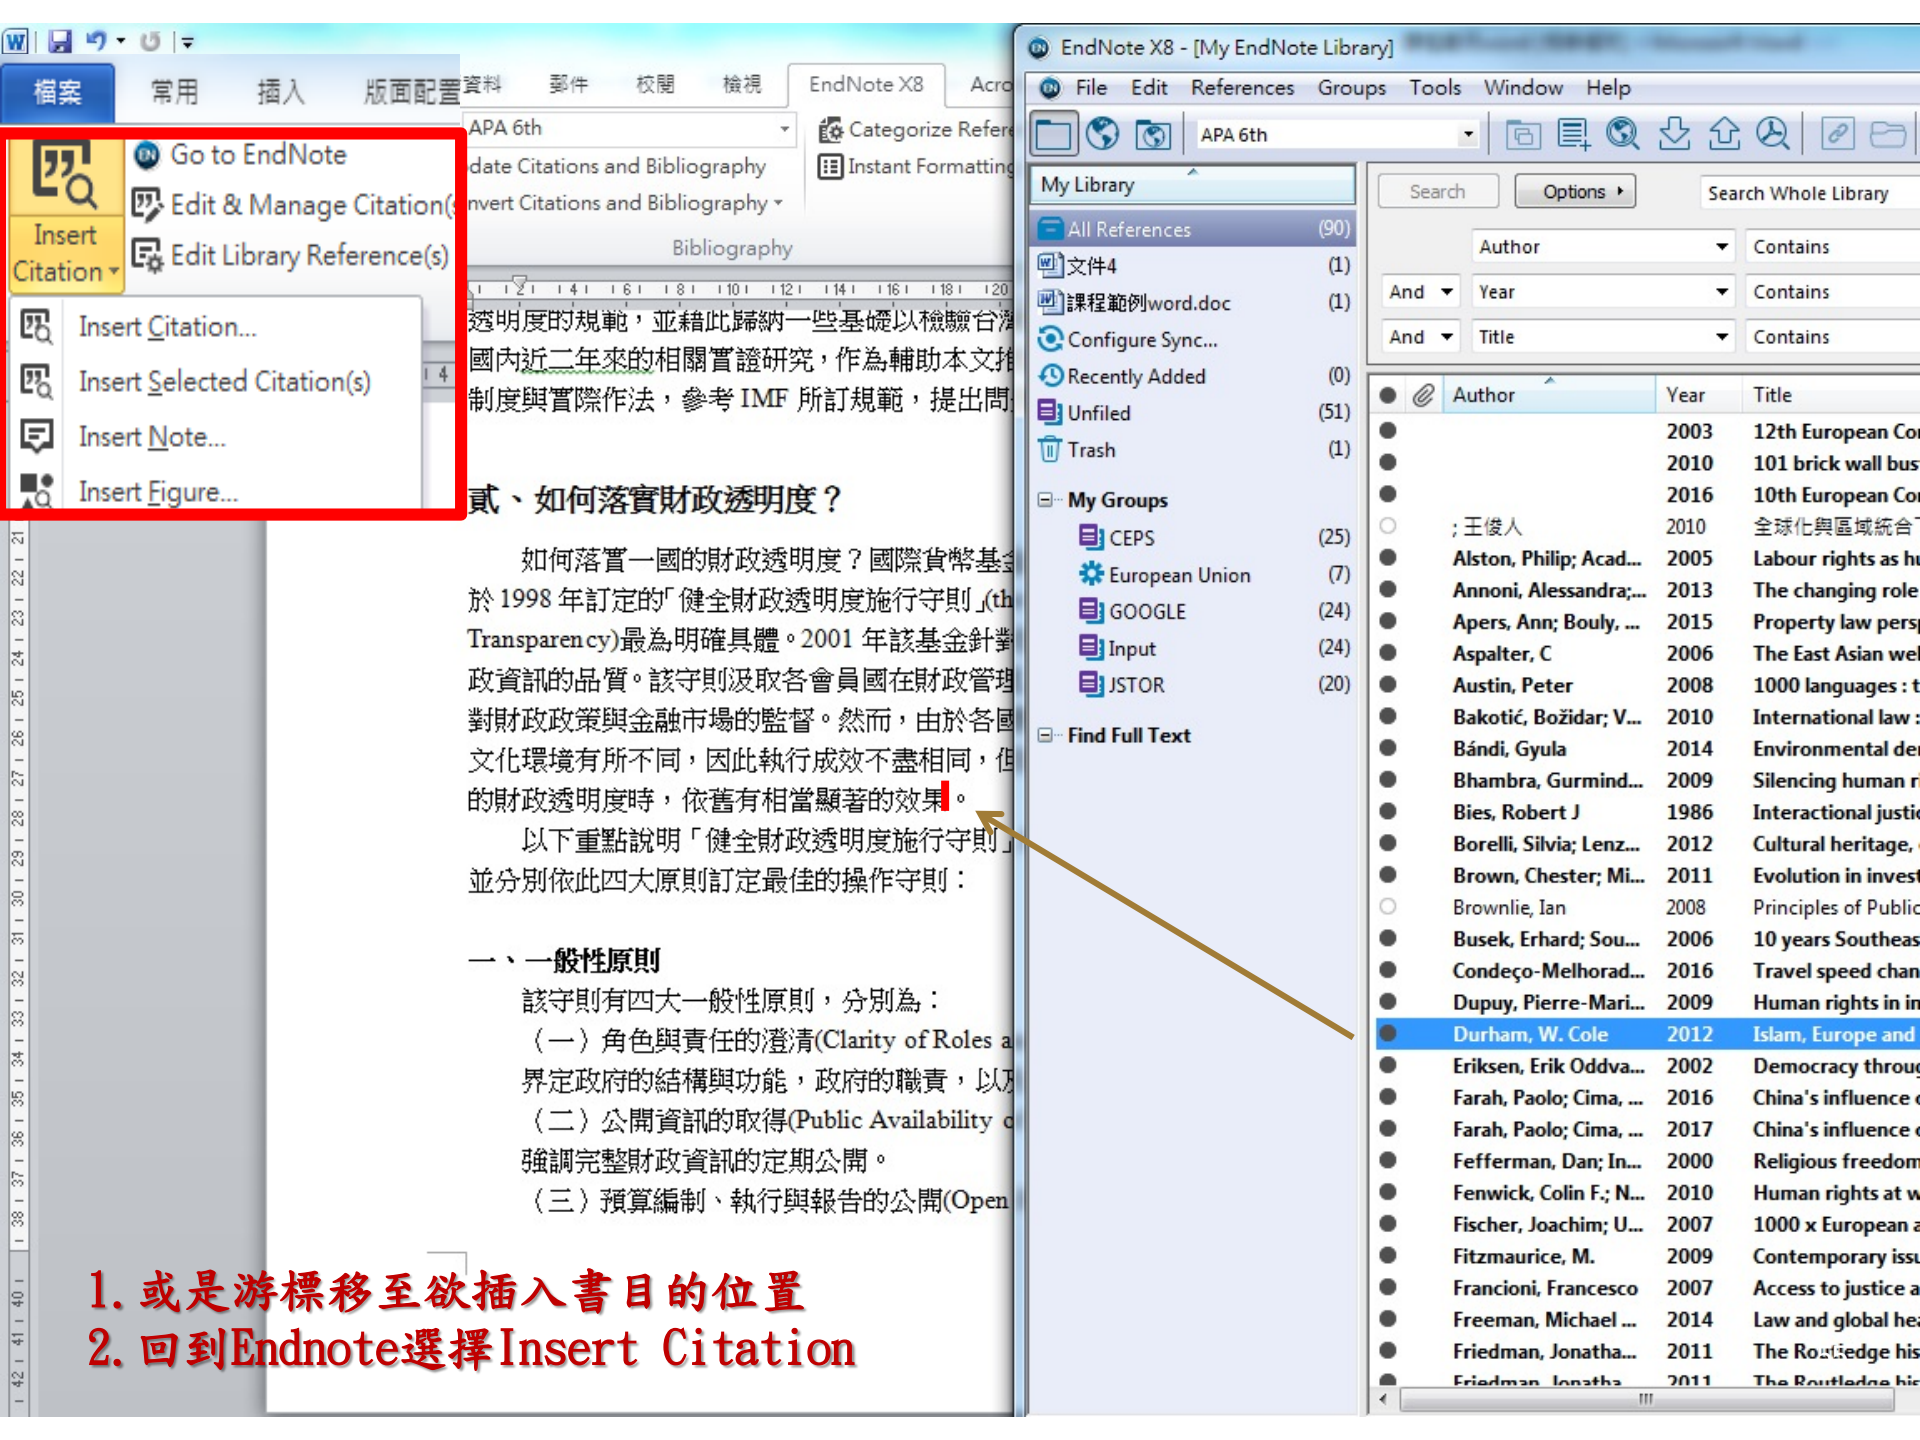 檔案 常用 插入 版面配置 資料 郵件 校閱 檢視 EndNote X8 Acro
Insert Citation
Go to EndNote
Edit & Manage Citation(s
Edit Library Reference(s)
Insert Citation...
Insert Selected Citation(s)
Insert Note...
Insert Figure...
APA 6th
Categorize Refere
date Citations and Bibliography
Instant Formatting
nvert Citations and Bibliography
Bibliography
透明度的規範，並藉此歸納一些基礎以檢驗台灣
國內近二年來的相關實證研究，作為輔助本文推
制度與實際作法，參考 IMF 所訂規範，提出問
貳、如何落實財政透明度？
如何落實一國的財政透明度？國際貨幣基金
於 1998 年訂定的「健全財政透明度施行守則」(th
Transparency)最為明確具體。2001 年該基金針對
政資訊的品質。該守則汲取各會員國在財政管理
對財政政策與金融市場的監督。然而，由於各國
文化環境有所不同，因此執行成效不盡相同，但
的財政透明度時，依舊有相當顯著的效果。
以下重點說明「健全財政透明度施行守則」
並分別依此四大原則訂定最佳的操作守則：
一、一般性原則
該守則有四大一般性原則，分別為：
（一）角色與責任的澄清(Clarity of Roles a
界定政府的結構與功能，政府的職責，以及
（二）公開資訊的取得(Public Availability o
強調完整財政資訊的定期公開。
（三）預算編制、執行與報告的公開(Open
1.或是游標移至欲插入書目的位置
2.回到Endnote選擇Insert Citation
EndNote X8 - [My EndNote Library]
File Edit References Groups Tools Window Help
APA 6th
My Library
All References (90)
文件4 (1)
課程範例word.doc (1)
Configure Sync...
Recently Added (0)
Unfiled (51)
Trash (1)
My Groups
CEPS (25)
European Union (7)
GOOGLE (24)
Input (24)
JSTOR (20)
Find Full Text
Search Options Search Whole Library
Author Contains
And Year Contains
And Title Contains
Author Year Title
2003 12th European Con
2010 101 brick wall bus
2016 10th European Con
; 王俊人 2010 全球化與區域統合下
Alston, Philip; Acad... 2005 Labour rights as hu
Annoni, Alessandra;... 2013 The changing role
Apers, Ann; Bouly, ... 2015 Property law persp
Aspalter, C 2006 The East Asian wel
Austin, Peter 2008 1000 languages : t
Bakotić, Božidar; V... 2010 International law :
Bándi, Gyula 2014 Environmental der
Bhambra, Gurmind... 2009 Silencing human ri
Bies, Robert J 1986 Interactional justic
Borelli, Silvia; Lenz... 2012 Cultural heritage,
Brown, Chester; Mi... 2011 Evolution in invest
Brownlie, Ian 2008 Principles of Public
Busek, Erhard; Sou... 2006 10 years Southeas
Condeço-Melhorad... 2016 Travel speed chan
Dupuy, Pierre-Mari... 2009 Human rights in in
Durham, W. Cole 2012 Islam, Europe and
Eriksen, Erik Oddva... 2002 Democracy throug
Farah, Paolo; Cima, ... 2016 China's influence o
Farah, Paolo; Cima, ... 2017 China's influence o
Fefferman, Dan; In... 2000 Religious freedom
Fenwick, Colin F.; N... 2010 Human rights at w
Fischer, Joachim; U... 2007 1000 x European a
Fitzmaurice, M. 2009 Contemporary issu
Francioni, Francesco 2007 Access to justice a
Freeman, Michael ... 2014 Law and global hea
Friedman, Jonatha... 2011 The Routledge his
Friedman, Jonatha 2011 The Routledge his